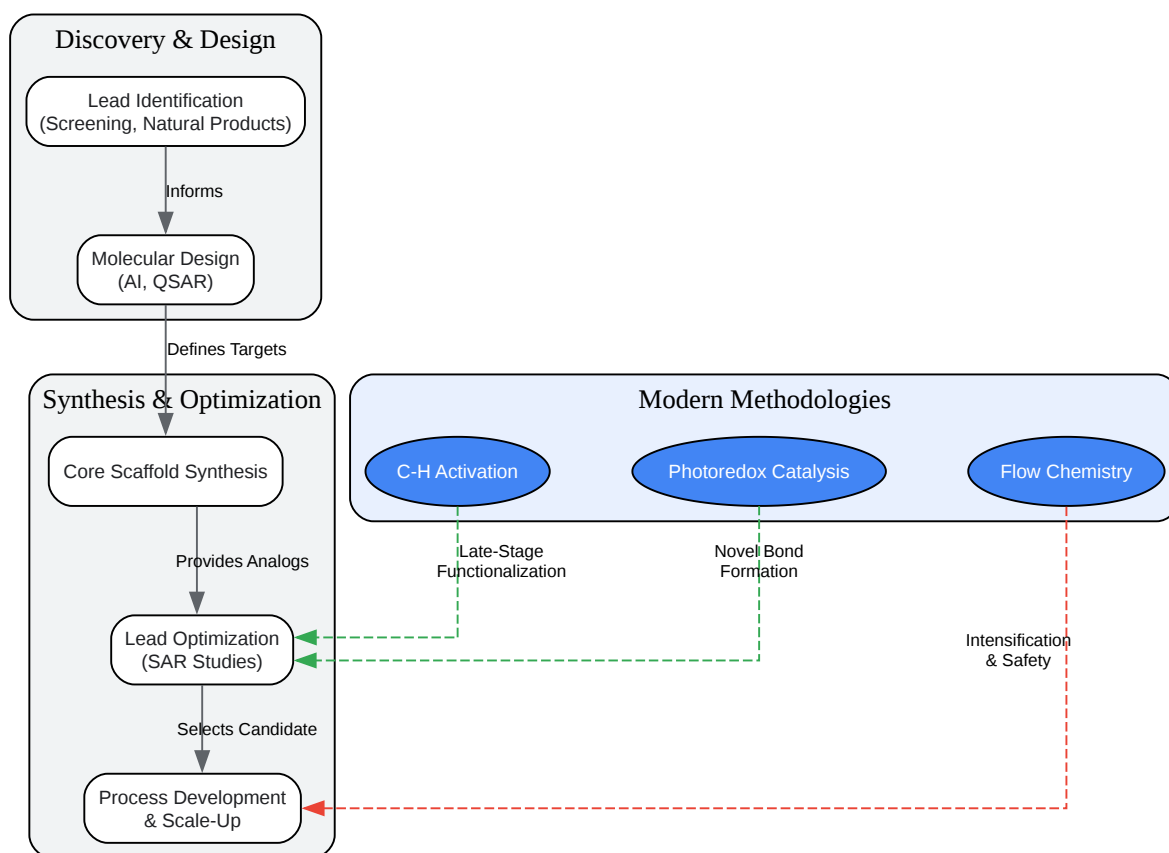 Discovery & Design
Lead Identification
(Screening, Natural Products)
Informs
Molecular Design
(AI, QSAR)
Defines Targets
Synthesis & Optimization
Modern Methodologies
Core Scaffold Synthesis
C-H Activation
Photoredox Catalysis
Flow Chemistry
Provides Analogs
Late-Stage
Functionalization
Novel Bond
Formation
Lead Optimization
(SAR Studies)
Intensification
& Safety
Selects Candidate
Process Development
& Scale-Up